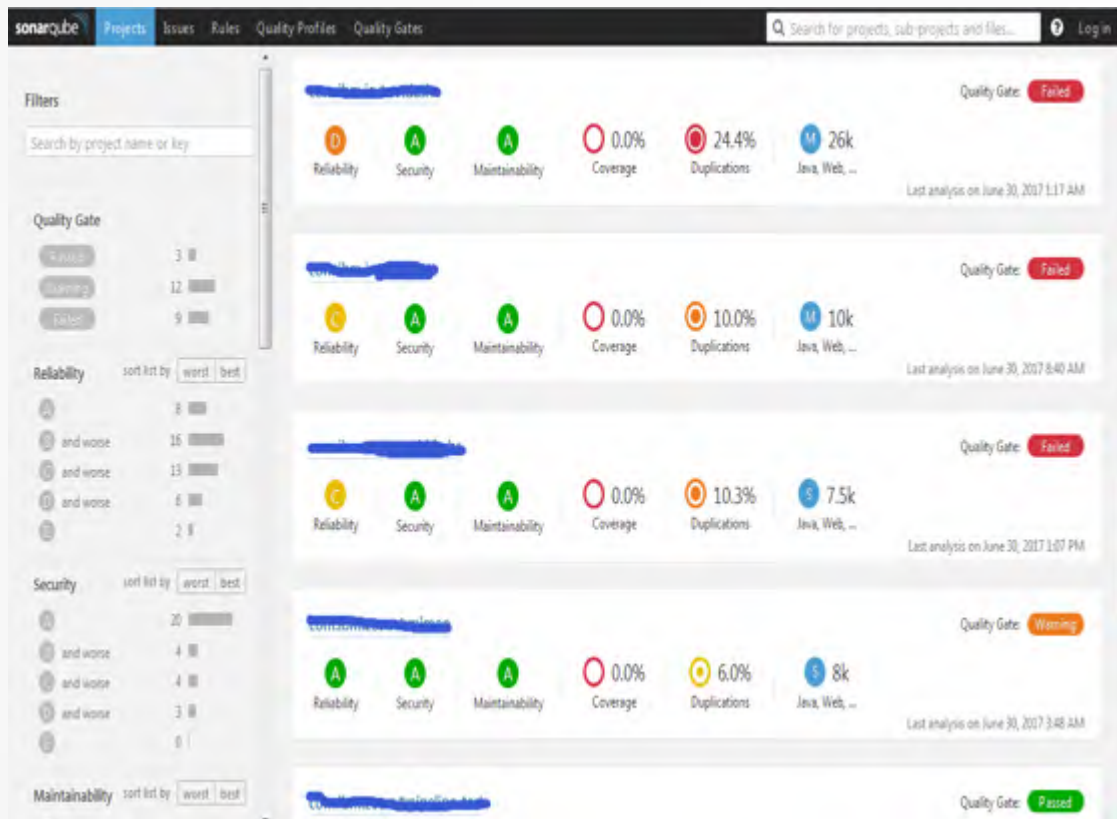 sonarqube Projects Issues Rules Quality Profiles Quality Gates Search for projects, sub-projects and files... ? Log in
Filters
Search by project name or key
Quality Gate
Passed 3
Warning 12
Failed 9
Reliability sort list by worst best
A 8
B and worse 16
C and worse 13
D and worse 6
E 2
Security sort list by worst best
A 20
B and worse 4
C and worse 4
D and worse 3
E 0
Maintainability sort list by worst best
Quality Gate: Failed
D A A 0.0% 24.4% M 26k
Reliability Security Maintainability Coverage Duplications Java, Web, ...
Last analysis on June 30, 2017 1:17 AM
Quality Gate: Failed
C A A 0.0% 10.0% M 10k
Reliability Security Maintainability Coverage Duplications Java, Web, ...
Last analysis on June 30, 2017 8:40 AM
Quality Gate: Failed
C A A 0.0% 10.3% S 7.5k
Reliability Security Maintainability Coverage Duplications Java, Web, ...
Last analysis on June 30, 2017 1:07 PM
Quality Gate: Warning
A A A 0.0% 6.0% S 8k
Reliability Security Maintainability Coverage Duplications Java, Web, ...
Last analysis on June 30, 2017 3:48 AM
Quality Gate: Passed